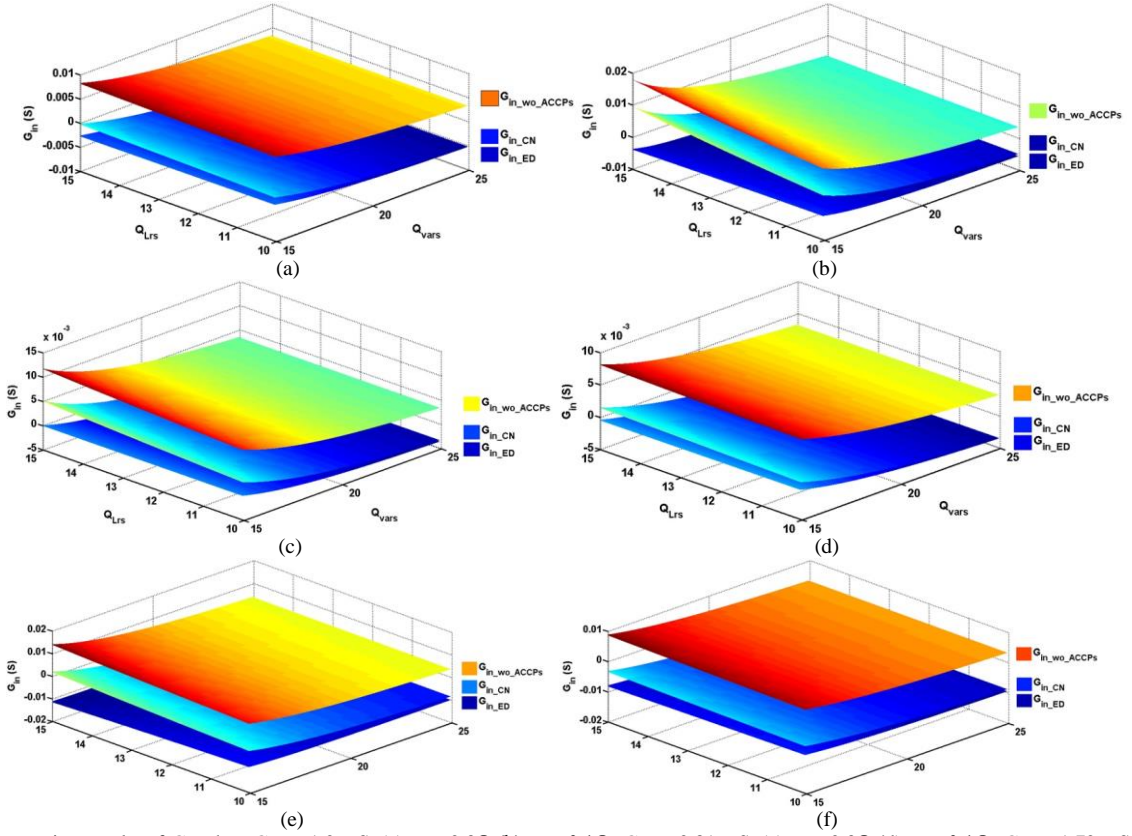 0.01
0.005
0
-0.005
-0.01
G_in (S)
15
14
13
12
11
10
Q_Lrs
15
20
25
Q_vars
G_in_wo_ACCPs
G_in_CN
G_in_ED
(a)
0.02
0.01
0
-0.01
G_in (S)
15
14
13
12
11
10
Q_Lrs
15
20
25
Q_vars
G_in_wo_ACCPs
G_in_CN
G_in_ED
(b)
x 10^-3
15
10
5
0
-5
G_in (S)
15
14
13
12
11
10
Q_Lrs
15
20
25
Q_vars
G_in_wo_ACCPs
G_in_CN
G_in_ED
(c)
x 10^-3
10
5
0
-5
G_in (S)
15
14
13
12
11
10
Q_Lrs
15
20
25
Q_vars
G_in_wo_ACCPs
G_in_CN
G_in_ED
(d)
0.02
0.01
0
-0.01
-0.02
G_in (S)
15
14
13
12
11
10
15
20
25
G_in_wo_ACCPs
G_in_CN
G_in_ED
(e)
0.01
0
-0.01
-0.02
G_in (S)
15
14
13
12
11
10
15
20
25
G_in_wo_ACCPs
G_in_CN
G_in_ED
(f)